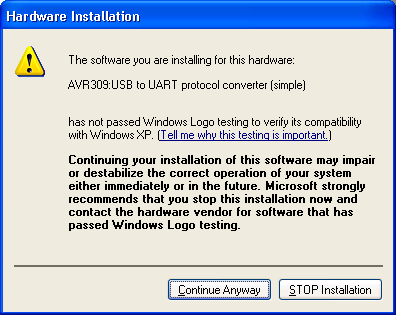 Hardware Installation
The software you are installing for this hardware:
AVR309:USB to UART protocol converter (simple)
has not passed Windows Logo testing to verify its compatibility
with Windows XP. (Tell me why this testing is important.)
Continuing your installation of this software may impair
or destabilize the correct operation of your system
either immediately or in the future. Microsoft strongly
recommends that you stop this installation now and
contact the hardware vendor for software that has
passed Windows Logo testing.
Continue Anyway STOP Installation